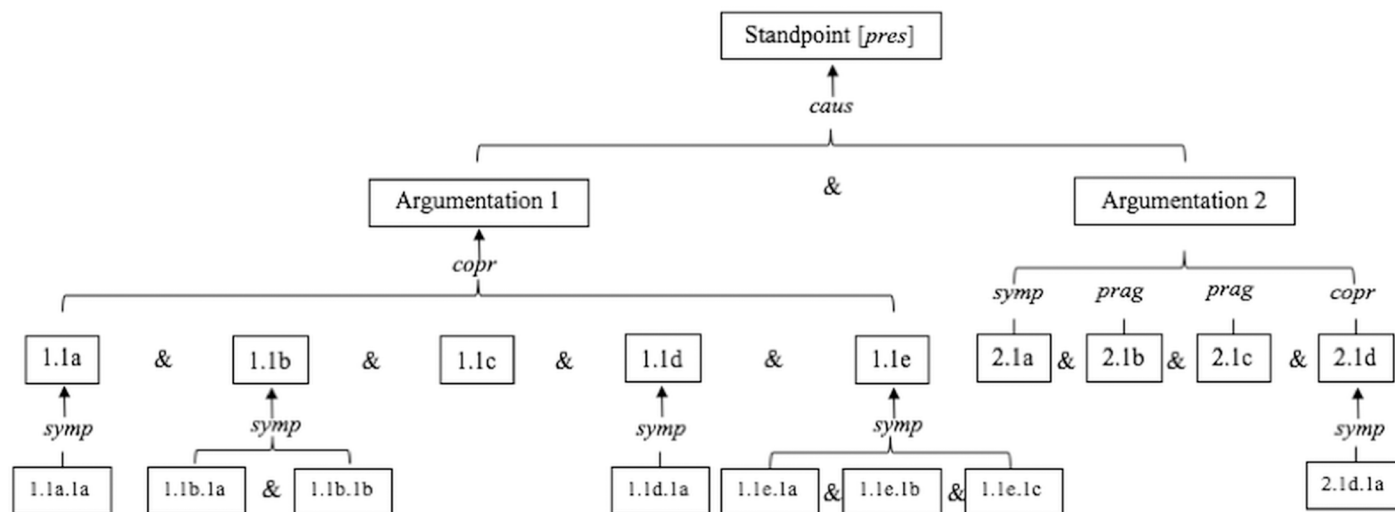 Standpoint [pres]
caus
Argumentation 1 & Argumentation 2
copr
symp prag prag copr
1.1a & 1.1b & 1.1c & 1.1d & 1.1e 2.1a & 2.1b & 2.1c & 2.1d
symp symp symp symp symp
1.1a.1a 1.1b.1a & 1.1b.1b 1.1d.1a 1.1e.1a & 1.1e.1b & 1.1e.1c 2.1d.1a